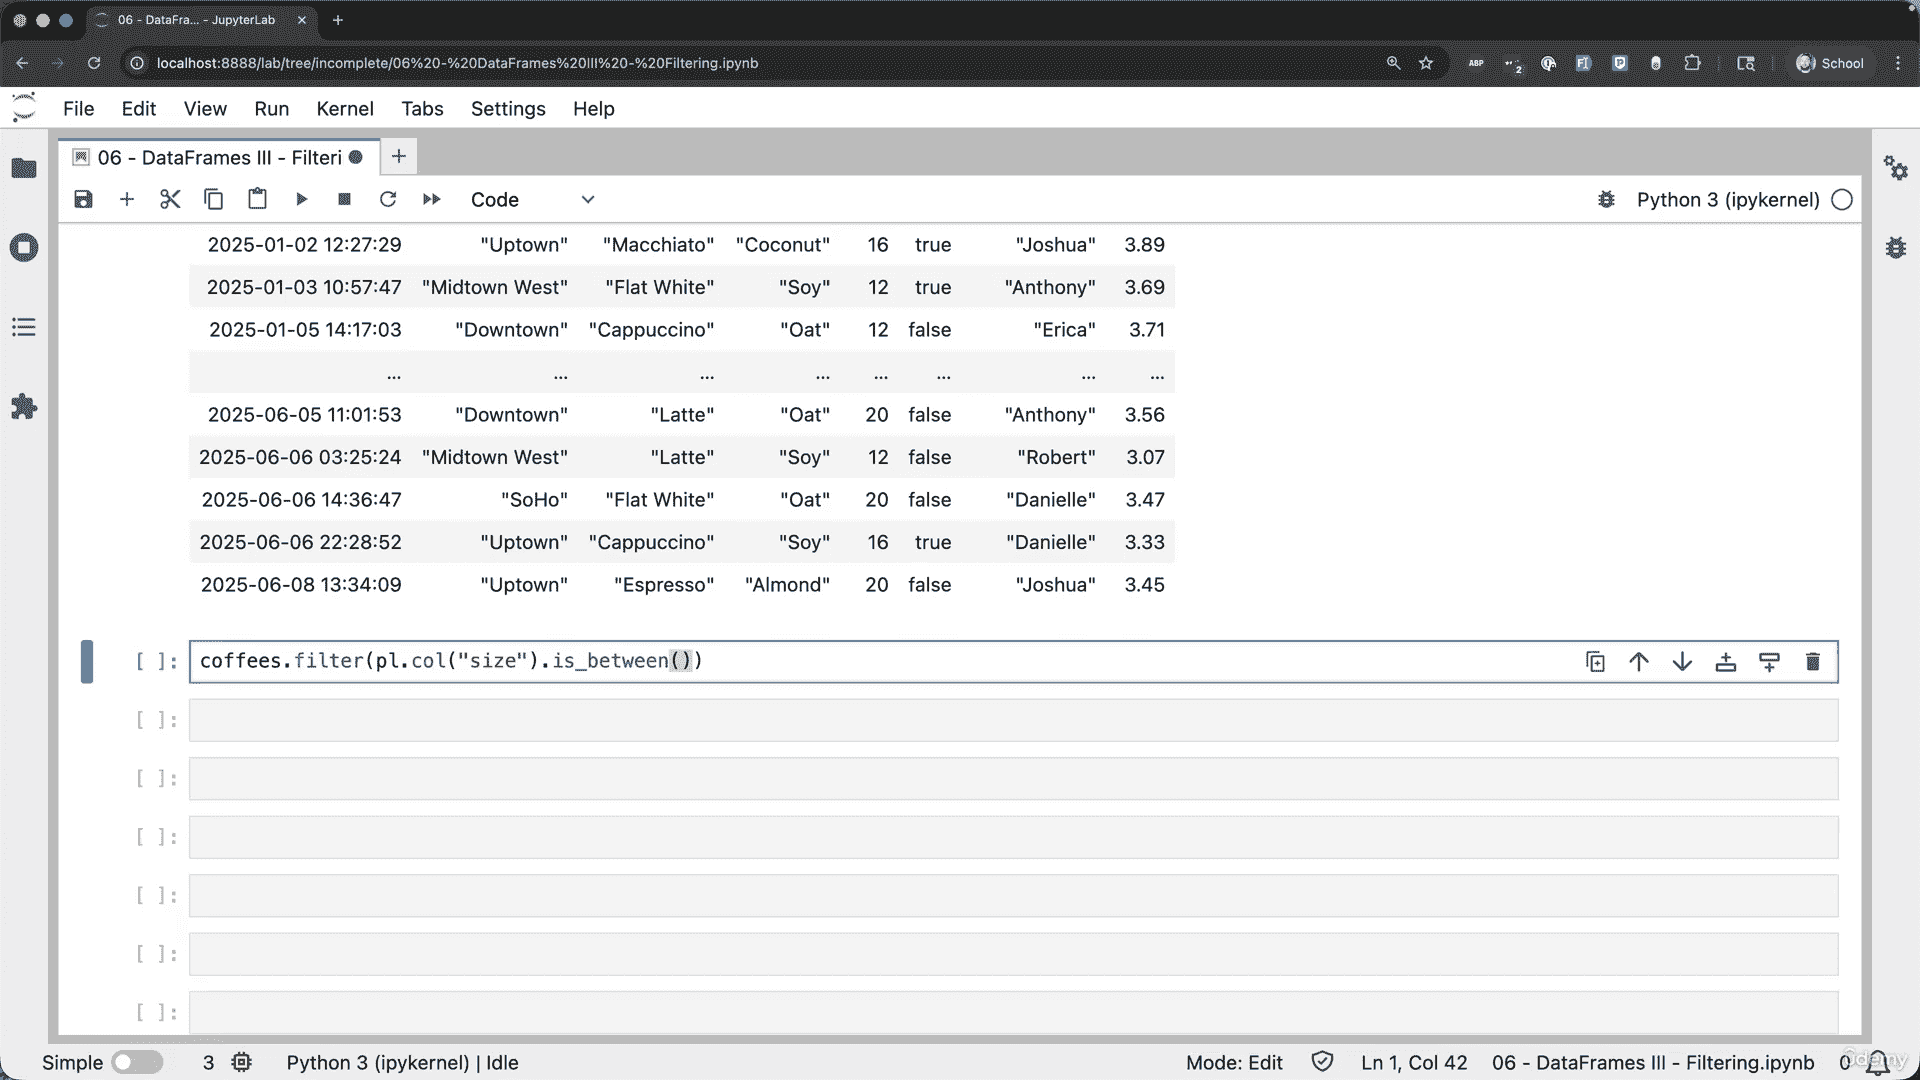 06 - DataFra... - JupyterLab
localhost:8888/lab/tree/incomplete/06%20-%20DataFrames%20III%20-%20Filtering.ipynb
ABP
2
School
File Edit View Run Kernel Tabs Settings Help
06 - DataFrames III - Filteri
Code
Python 3 (ipykernel)
2025-01-02 12:27:29 "Uptown" "Macchiato" "Coconut" 16 true "Joshua" 3.89
2025-01-03 10:57:47 "Midtown West" "Flat White" "Soy" 12 true "Anthony" 3.69
2025-01-05 14:17:03 "Downtown" "Cappuccino" "Oat" 12 false "Erica" 3.71
... ... ... ... ... ... ... ...
2025-06-05 11:01:53 "Downtown" "Latte" "Oat" 20 false "Anthony" 3.56
2025-06-06 03:25:24 "Midtown West" "Latte" "Soy" 12 false "Robert" 3.07
2025-06-06 14:36:47 "SoHo" "Flat White" "Oat" 20 false "Danielle" 3.47
2025-06-06 22:28:52 "Uptown" "Cappuccino" "Soy" 16 true "Danielle" 3.33
2025-06-08 13:34:09 "Uptown" "Espresso" "Almond" 20 false "Joshua" 3.45
[ ]: coffees.filter(pl.col("size").is_between())
[ ]:
[ ]:
[ ]:
[ ]:
[ ]:
[ ]:
Simple 3 Python 3 (ipykernel) | Idle Mode: Edit Ln 1, Col 42 06 - DataFrames III - Filtering.ipynb 0
udemy